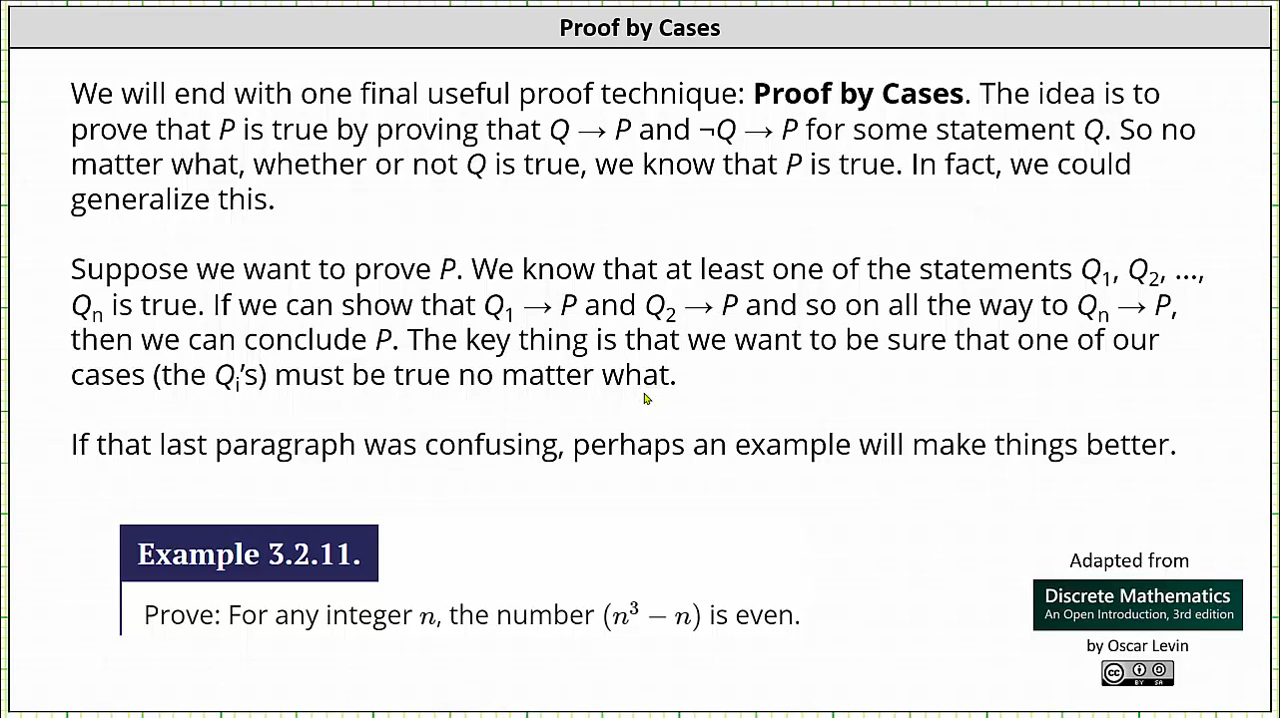 Proof by Cases
We will end with one final useful proof technique: Proof by Cases. The idea is to
prove that P is true by proving that Q → P and ¬Q → P for some statement Q. So no
matter what, whether or not Q is true, we know that P is true. In fact, we could
generalize this.
Suppose we want to prove P. We know that at least one of the statements Q₁, Q₂, ...,
Qₙ is true. If we can show that Q₁ → P and Q₂ → P and so on all the way to Qₙ → P,
then we can conclude P. The key thing is that we want to be sure that one of our
cases (the Qᵢ's) must be true no matter what.
If that last paragraph was confusing, perhaps an example will make things better.
Example 3.2.11.
Prove: For any integer n, the number (n³ − n) is even.
Adapted from
Discrete Mathematics
An Open Introduction, 3rd edition
by Oscar Levin
cc
BY SA